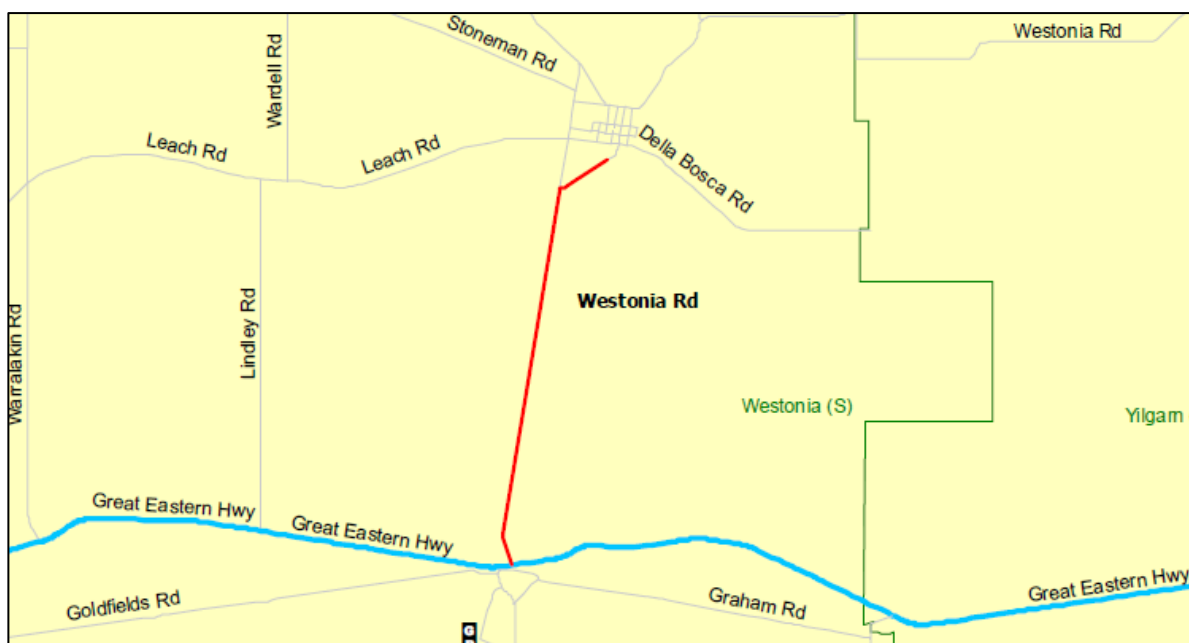 Westonia Rd
Stoneman Rd
Wardell Rd
Leach Rd
Leach Rd
Della Bosca Rd
Westonia Rd
Warralakin Rd
Lindley Rd
Westonia (S)
Yilgarn
Great Eastern Hwy
Great Eastern Hwy
Great Eastern Hwy
Goldfields Rd
Graham Rd